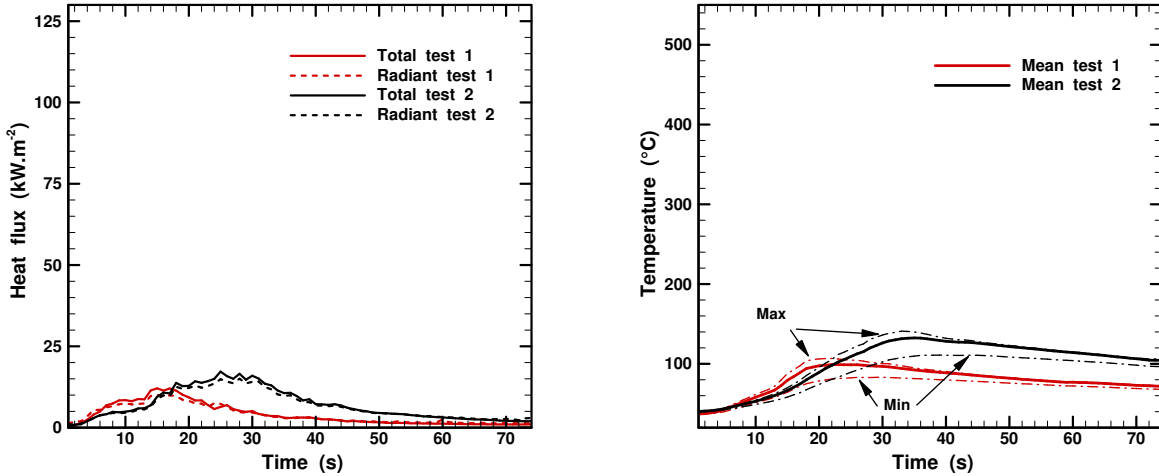 Heat flux (kW.m-2)
125
100
75
50
25
0
Total test 1
Radiant test 1
Total test 2
Radiant test 2
10 20 30 40 50 60 70
Time (s)
Temperature (°C)
500
400
300
200
100
Mean test 1
Mean test 2
Max
Min
10 20 30 40 50 60 70
Time (s)